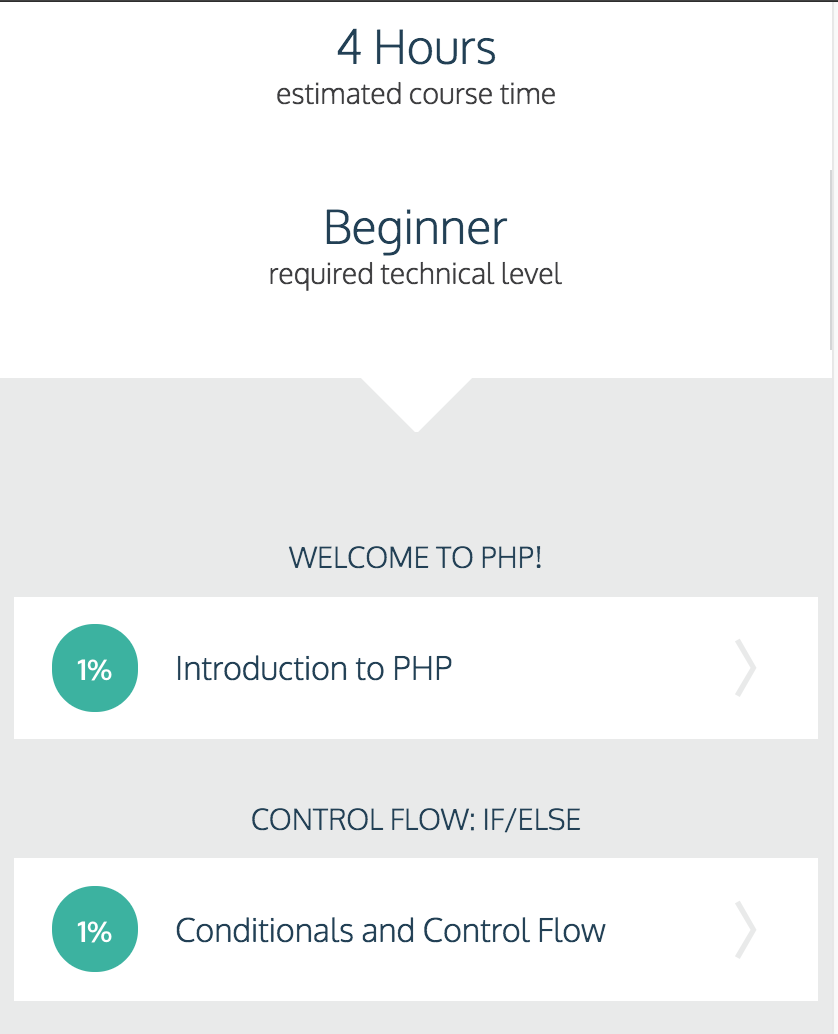 4 Hours
estimated course time
Beginner
required technical level
WELCOME TO PHP!
1% Introduction to PHP
CONTROL FLOW: IF/ELSE
1% Conditionals and Control Flow